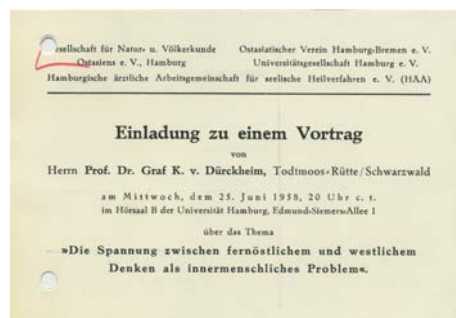 Gesellschaft für Natur- u. Völkerkunde Ostasiens e. V., Hamburg
Ostasiatischer Verein Hamburg-Bremen e. V.
Universitätsgesellschaft Hamburg e. V.
Hamburgische ärztliche Arbeitsgemeinschaft für seelische Heilverfahren e. V. (HAA)
Einladung zu einem Vortrag
von
Herrn Prof. Dr. Graf K. v. Dürckheim, Todtmoos-Rütte/Schwarzwald
am Mittwoch, dem 25. Juni 1958, 20 Uhr c. t.
im Hörsaal B der Universität Hamburg, Edmund-Siemers-Allee 1
über das Thema
»Die Spannung zwischen fernöstlichem und westlichem
Denken als innermenschliches Problem«.